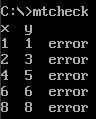 C:\>mtcheck
x  y
1  1  error
2  3  error
4  5  error
6  6  error
8  8  error